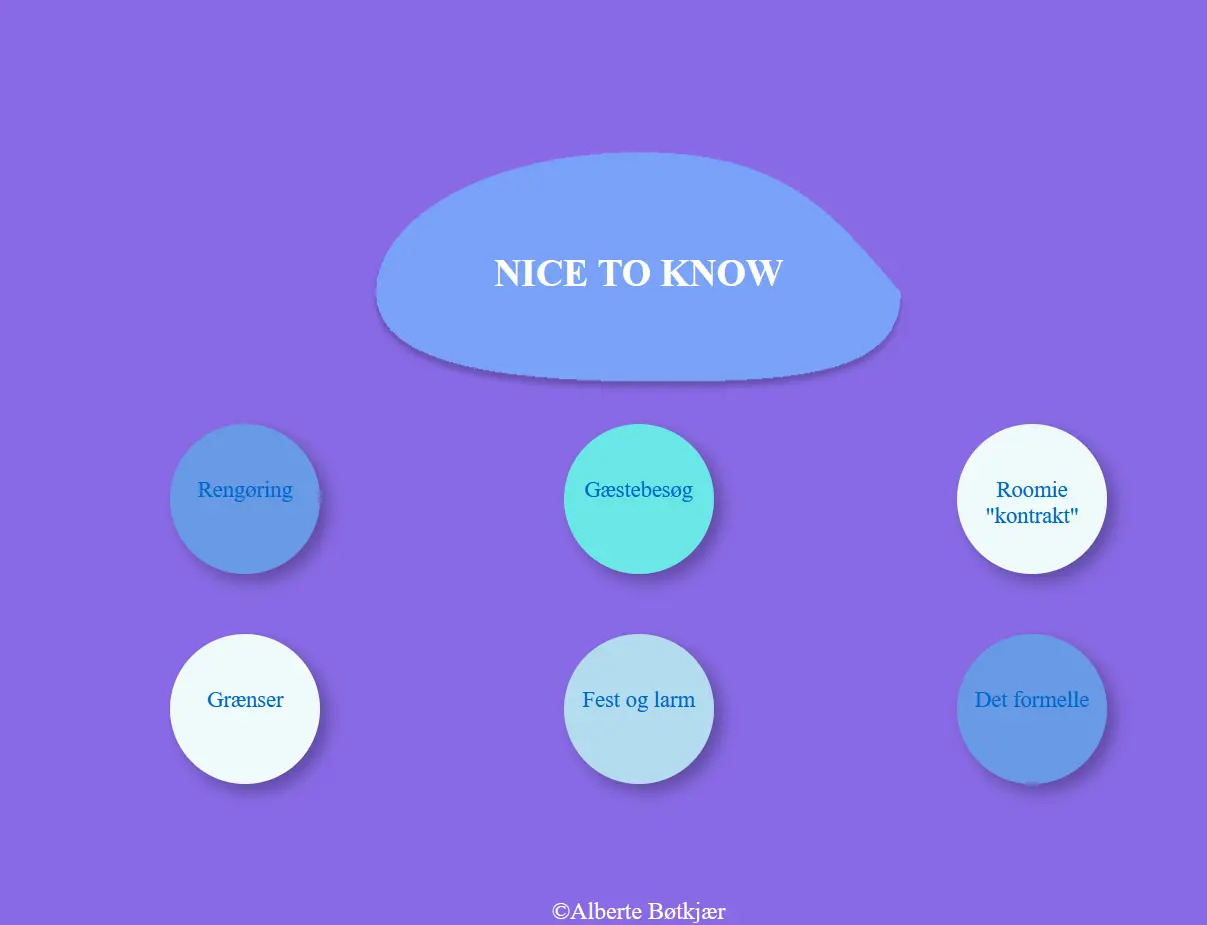 NICE TO KNOW
Rengøring
Gæstebesøg
Roomie
"kontrakt"
Grænser
Fest og larm
Det formelle
©Alberte Bøtkjær